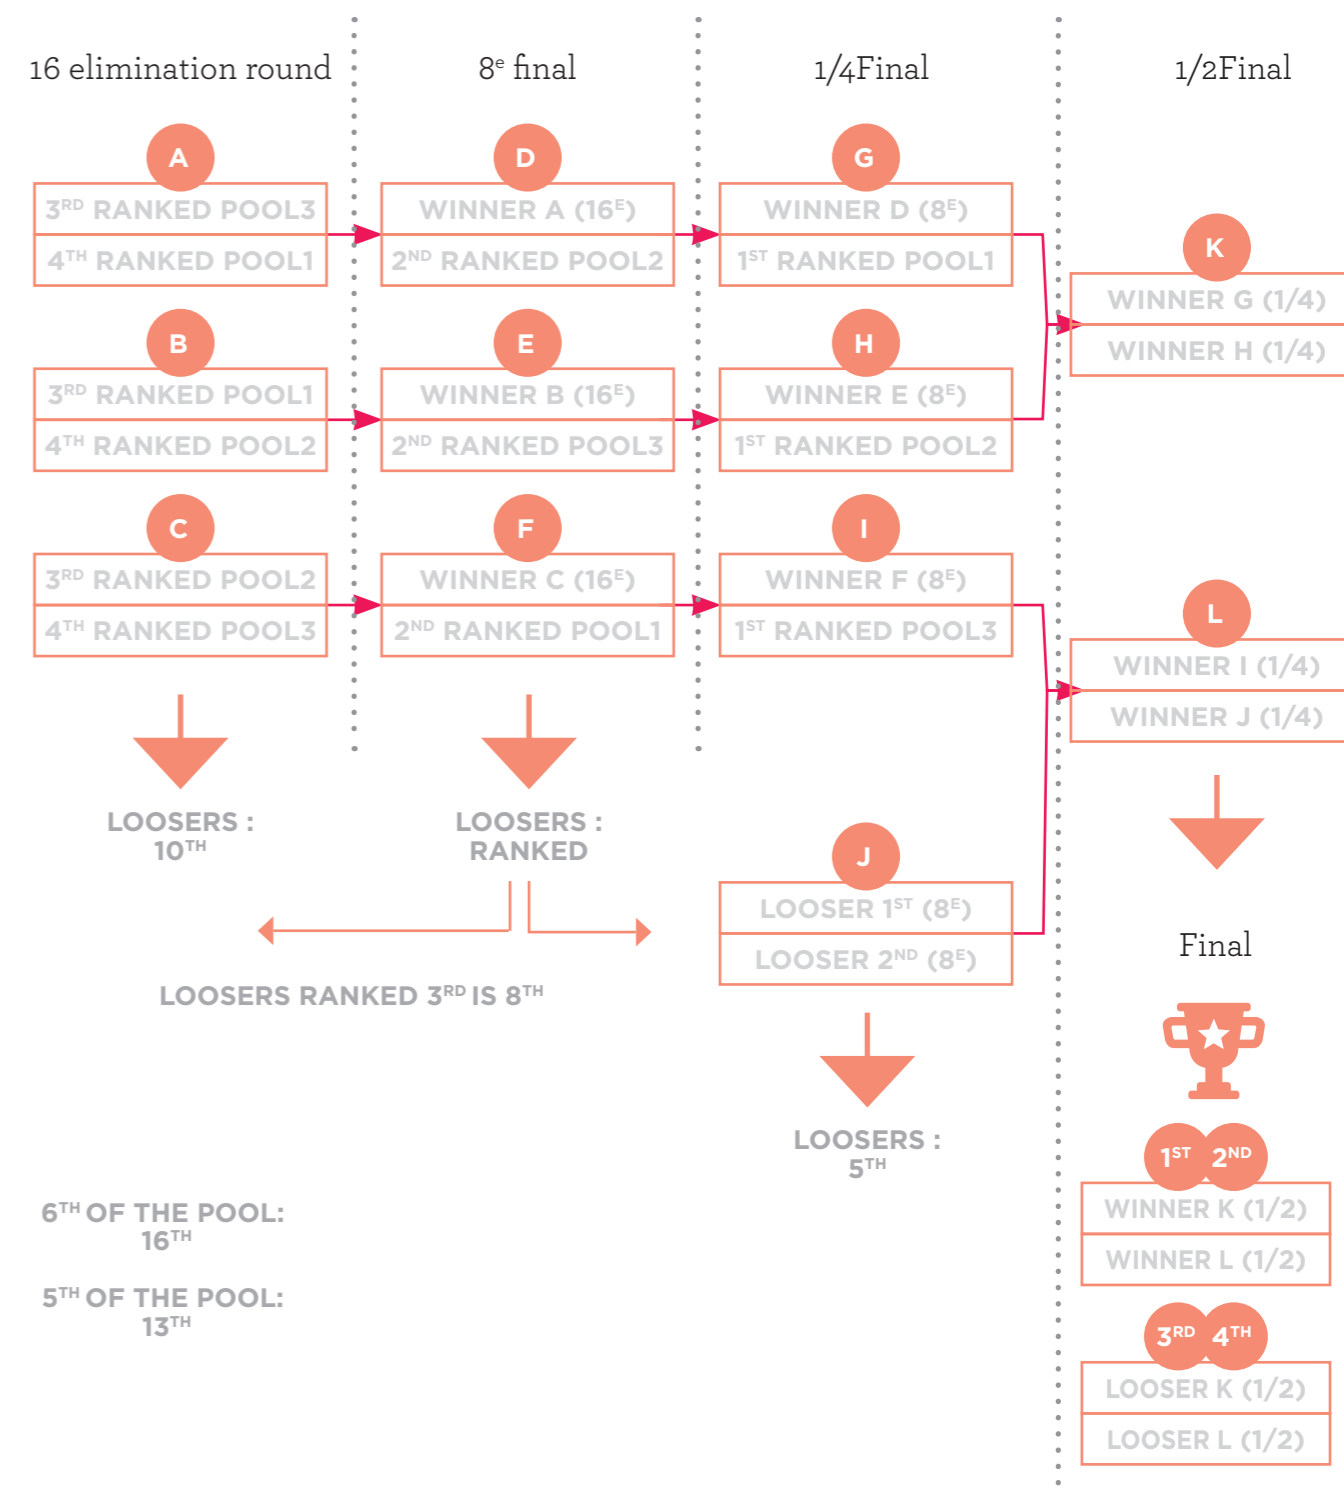 16 elimination round
A
3RD RANKED POOL3
4TH RANKED POOL1
B
3RD RANKED POOL1
4TH RANKED POOL2
C
3RD RANKED POOL2
4TH RANKED POOL3
LOOSERS :
10TH
8e final
D
WINNER A (16E)
2ND RANKED POOL2
E
WINNER B (16E)
2ND RANKED POOL3
F
WINNER C (16E)
2ND RANKED POOL1
LOOSERS :
RANKED
LOOSERS RANKED 3RD IS 8TH
6TH OF THE POOL:
16TH
5TH OF THE POOL:
13TH
1/4Final
G
WINNER D (8E)
1ST RANKED POOL1
H
WINNER E (8E)
1ST RANKED POOL2
I
WINNER F (8E)
1ST RANKED POOL3
J
LOOSER 1ST (8E)
LOOSER 2ND (8E)
LOOSERS :
5TH
1/2Final
K
WINNER G (1/4)
WINNER H (1/4)
L
WINNER I (1/4)
WINNER J (1/4)
Final
1ST 2ND
WINNER K (1/2)
WINNER L (1/2)
3RD 4TH
LOOSER K (1/2)
LOOSER L (1/2)